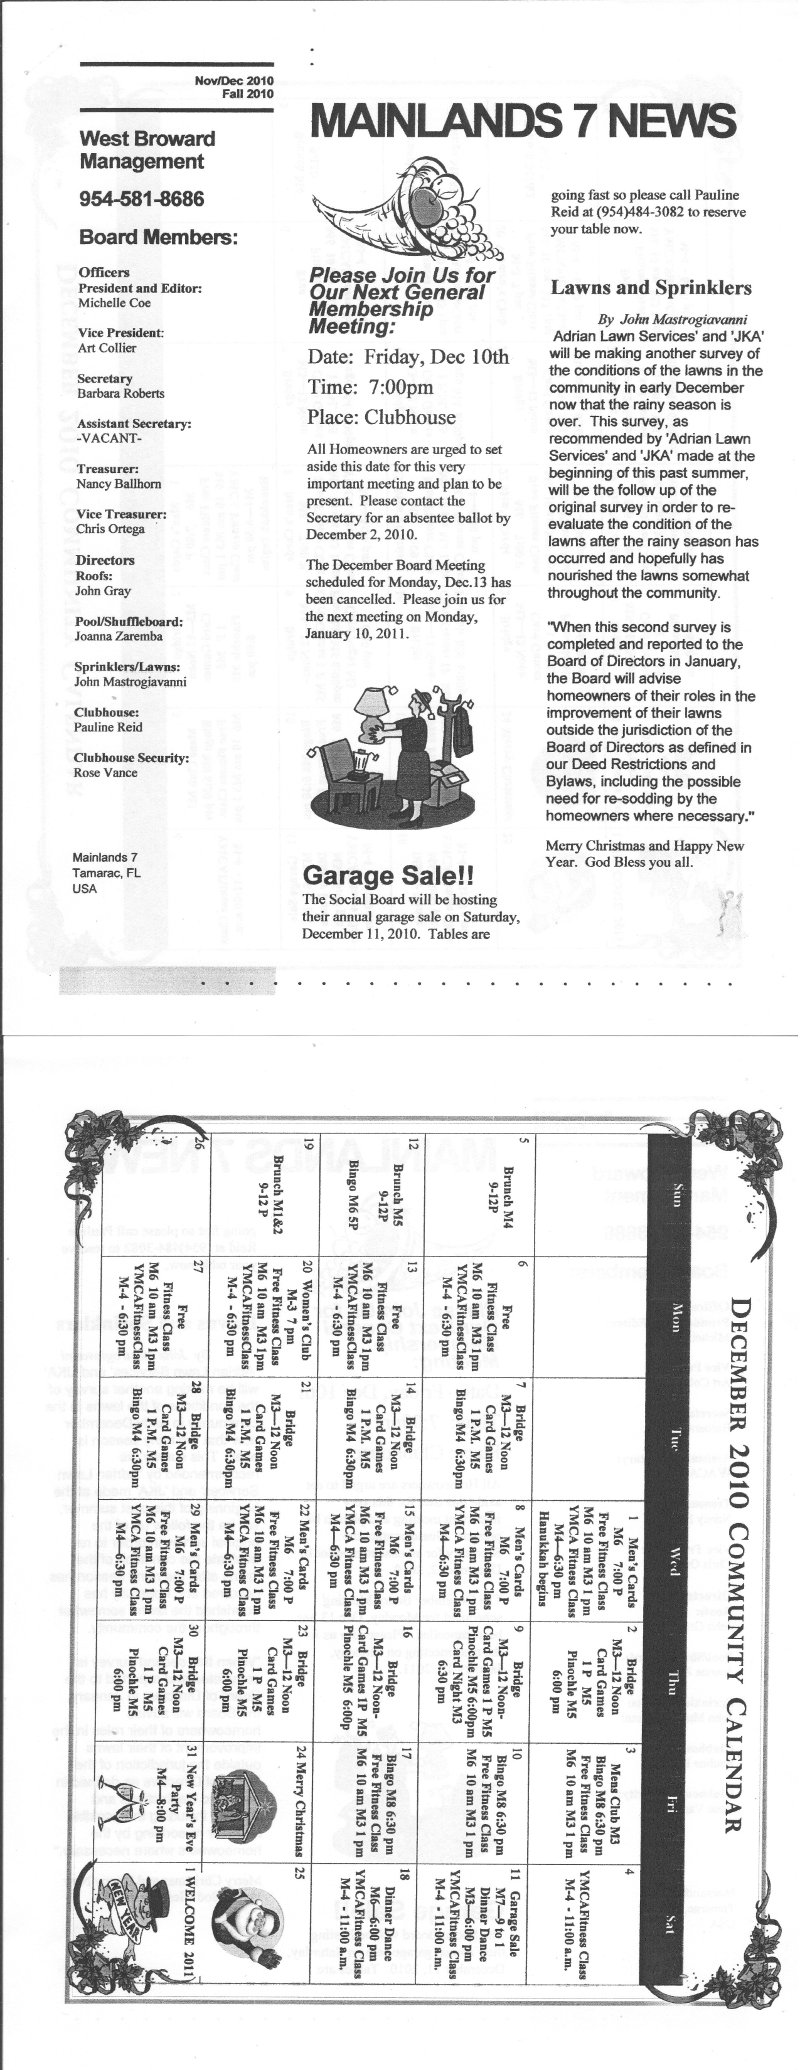 Nov/Dec 2010
Fall 2010
West Broward
Management
954-581-8686
Board Members:
Officers
President and Editor:
Michelle Coe
Vice President:
Art Collier
Secretary
Barbara Roberts
Assistant Secretary:
-VACANT-
Treasurer:
Nancy Ballhorn
Vice Treasurer:
Chris Ortega
Directors
Roofs:
John Gray
Pool/Shuffleboard:
Joanna Zaremba
Sprinklers/Lawns:
John Mastrogiavanni
Clubhouse:
Pauline Reid
Clubhouse Security:
Rose Vance
Mainlands 7
Tamarac, FL
USA
MAINLANDS 7 NEWS
Please Join Us for
Our Next General
Membership
Meeting:
Date: Friday, Dec 10th
Time: 7:00pm
Place: Clubhouse
All Homeowners are urged to set
aside this date for this very
important meeting and plan to be
present. Please contact the
Secretary for an absentee ballot by
December 2, 2010.
The December Board Meeting
scheduled for Monday, Dec.13 has
been cancelled. Please join us for
the next meeting on Monday,
January 10, 2011.
Garage Sale!!
The Social Board will be hosting
their annual garage sale on Saturday,
December 11, 2010. Tables are
going fast so please call Pauline
Reid at (954)484-3082 to reserve
your table now.
Lawns and Sprinklers
By John Mastrogiavanni
Adrian Lawn Services' and 'JKA'
will be making another survey of
the conditions of the lawns in the
community in early December
now that the rainy season is
over. This survey, as
recommended by 'Adrian Lawn
Services' and 'JKA' made at the
beginning of this past summer,
will be the follow up of the
original survey in order to re-
evaluate the condition of the
lawns after the rainy season has
occurred and hopefully has
nourished the lawns somewhat
throughout the community.
"When this second survey is
completed and reported to the
Board of Directors in January,
the Board will advise
homeowners of their roles in the
improvement of their lawns
outside the jurisdiction of the
Board of Directors as defined in
our Deed Restrictions and
Bylaws, including the possible
need for re-sodding by the
homeowners where necessary."
Merry Christmas and Happy New
Year. God Bless you all.
DECEMBER 2010 COMMUNITY CALENDAR
Sun
Mon
Tue
Wed
Thu
Fri
Sat
1 Men's Cards
M6 7:00 P
Free Fitness Class
M6 10 am M3 1 pm
YMCA Fitness Class
M4—6:30 pm
Hanukkah begins
2 Bridge
M3—12 Noon
Card Games
1 P M5
Pinochle M5
6:00 pm
3
Mens Club M3
Bingo M8 6:30 pm
Free Fitness Class
M6 10 am M3 1 pm
4
YMCAFitness Class
M-4 - 11:00 a.m.
5
Brunch M4
9-12P
6
Free
Fitness Class
M6 10 am M3 1pm
YMCAFitnessClass
M-4 - 6:30 pm
7 Bridge
M3—12 Noon
Card Games
1 P.M. M5
Bingo M4 6:30pm
8 Men's Cards
M6 7:00 P
Free Fitness Class
M6 10 am M3 1 pm
YMCA Fitness Class
M4—6:30 pm
9 Bridge
M3—12 Noon-
Card Games 1 P M5
Pinochle M5 6:00pm
Card Night M3
6:30 pm
10
Bingo M8 6:30 pm
Free Fitness Class
M6 10 am M3 1 pm
11 Garage Sale
M7—9 to 1
Dinner Dance
M3—6:00 pm
YMCAFitness Class
M-4 - 11:00 a.m.
12
Brunch M5
9-12P
Bingo M6 5P
13
Free
Fitness Class
M6 10 am M3 1pm
YMCAFitnessClass
M-4 - 6:30 pm
14 Bridge
M3—12 Noon
Card Games
1 P.M. M5
Bingo M4 6:30pm
15 Men's Cards
M6 7:00 P
Free Fitness Class
M6 10 am M3 1 pm
YMCA Fitness Class
M4—6:30 pm
16
Bridge
M3—12 Noon-
Card Games 1P M5
Pinochle M5 6:00p
17
Bingo M8 6:30 pm
Free Fitness Class
M6 10 am M3 1 pm
18
Dinner Dance
M6—6:00 pm
YMCAFitness Class
M-4 - 11:00 a.m.
19
Brunch M1&2
9-12 P
20 Women's Club
M-3 7 pm
Free Fitness Class
M6 10 am M3 1pm
YMCAFitnessClass
M-4 - 6:30 pm
21
Bridge
M3—12 Noon
Card Games
1 P.M. M5
Bingo M4 6:30pm
22 Men's Cards
M6 7:00 P
Free Fitness Class
M6 10 am M3 1 pm
YMCA Fitness Class
M4—6:30 pm
23 Bridge
M3—12 Noon
Card Games
1 P M5
Pinochle M5
6:00 pm
24 Merry Christmas
25
26
27
Free
Fitness Class
M6 10 am M3 1pm
YMCAFitnessClass
M-4 - 6:30 pm
28 Bridge
M3—12 Noon
Card Games
1 P.M. M5
Bingo M4 6:30pm
29 Men's Cards
M6 7:00 P
Free Fitness Class
M6 10 am M3 1 pm
YMCA Fitness Class
M4—6:30 pm
30 Bridge
M3—12 Noon
Card Games
1 P M5
Pinochle M5
6:00 pm
31 New Year's Eve
Party
M4—8:00 pm
1 WELCOME 2011
NEW YEAR